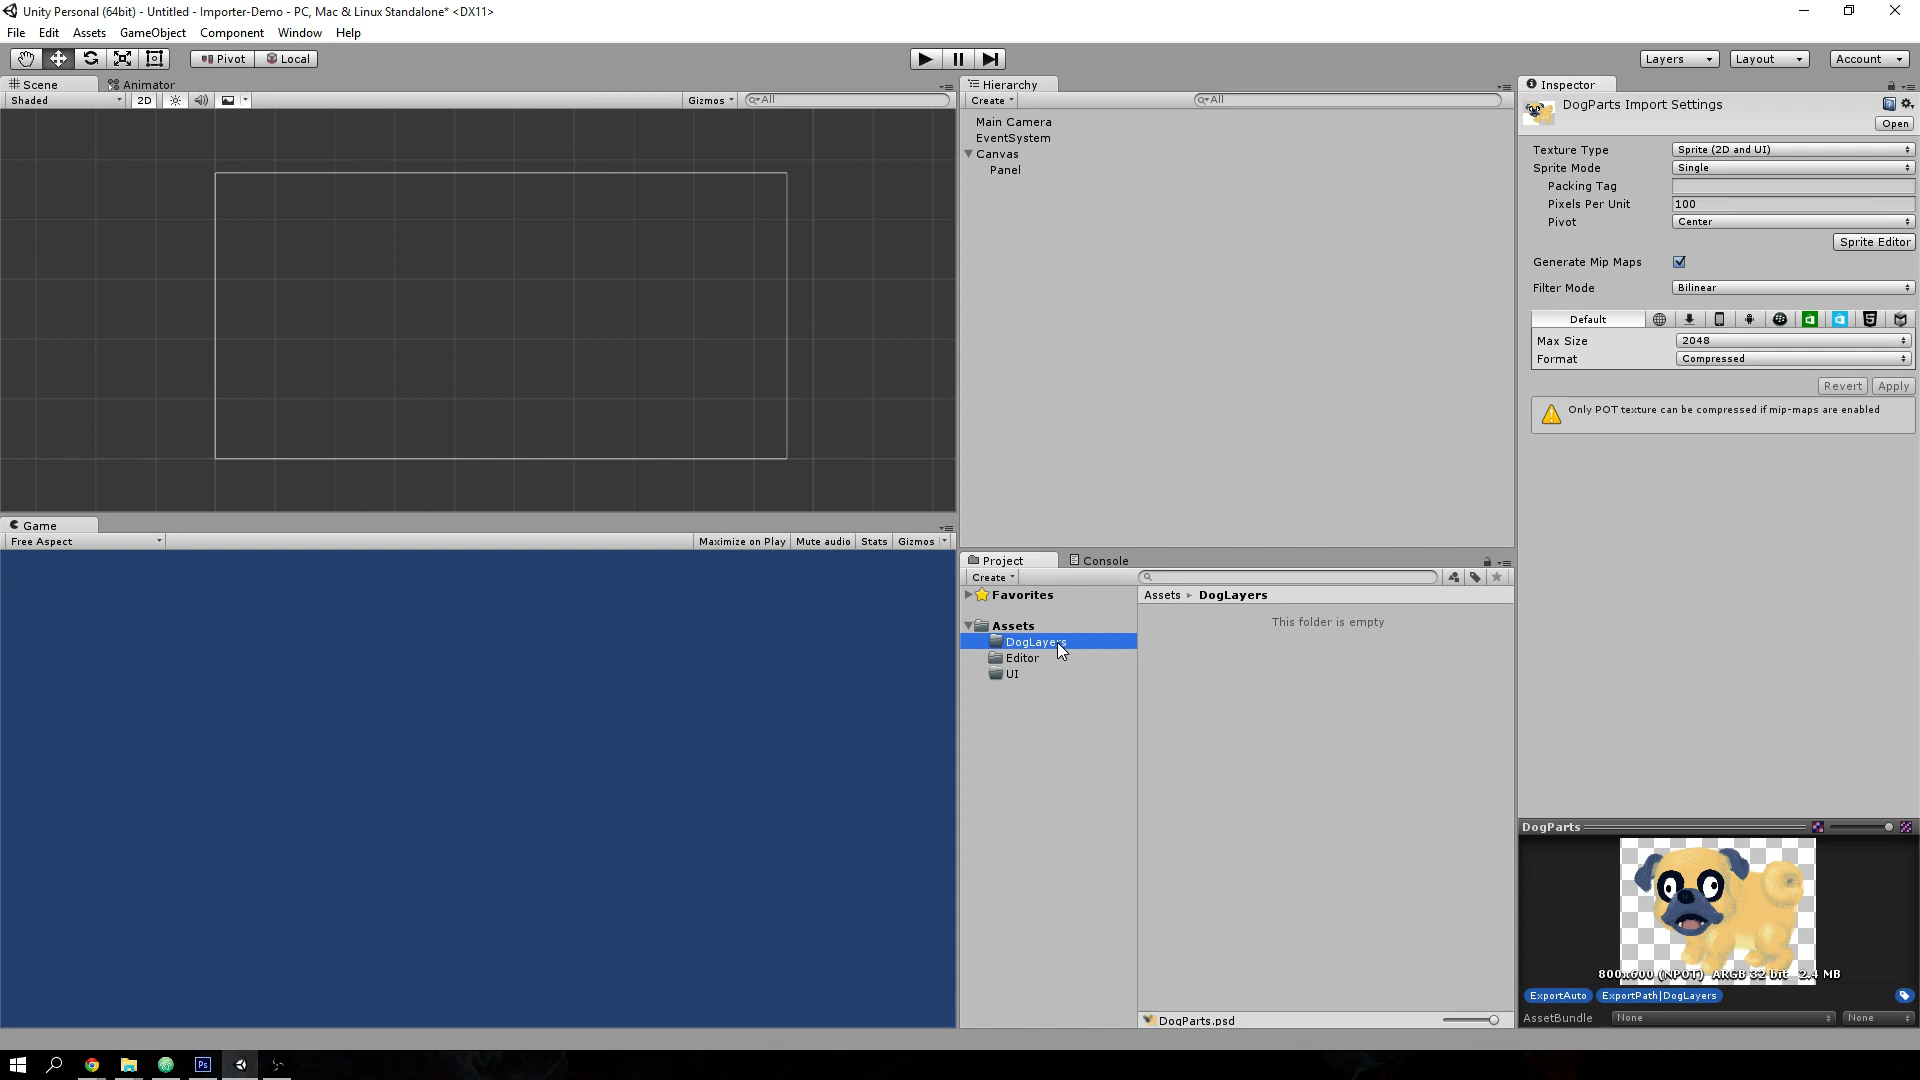 Unity Personal (64bit) - Untitled - Importer-Demo - PC, Mac & Linux Standalone* <DX11>
File Edit Assets GameObject Component Window Help
Pivot Local
Layers Layout Account
Scene Animator
Shaded 2D Gizmos All
Hierarchy
Create All
Main Camera
EventSystem
Canvas
Panel
Inspector
DogParts Import Settings
Open
Texture Type Sprite (2D and UI)
Sprite Mode Single
Packing Tag
Pixels Per Unit 100
Pivot Center
Sprite Editor
Generate Mip Maps
Filter Mode Bilinear
Default
Max Size 2048
Format Compressed
Revert Apply
Only POT texture can be compressed if mip-maps are enabled
Game
Free Aspect Maximize on Play Mute audio Stats Gizmos
Project Console
Create
Favorites
Assets
DogLayers
Editor
UI
Assets DogLayers
This folder is empty
DogParts.psd
DogParts
800x600 (NPOT) ARGB 32 bit 2.4 MB
ExportAuto ExportPath|DogLayers
AssetBundle None None
Ps